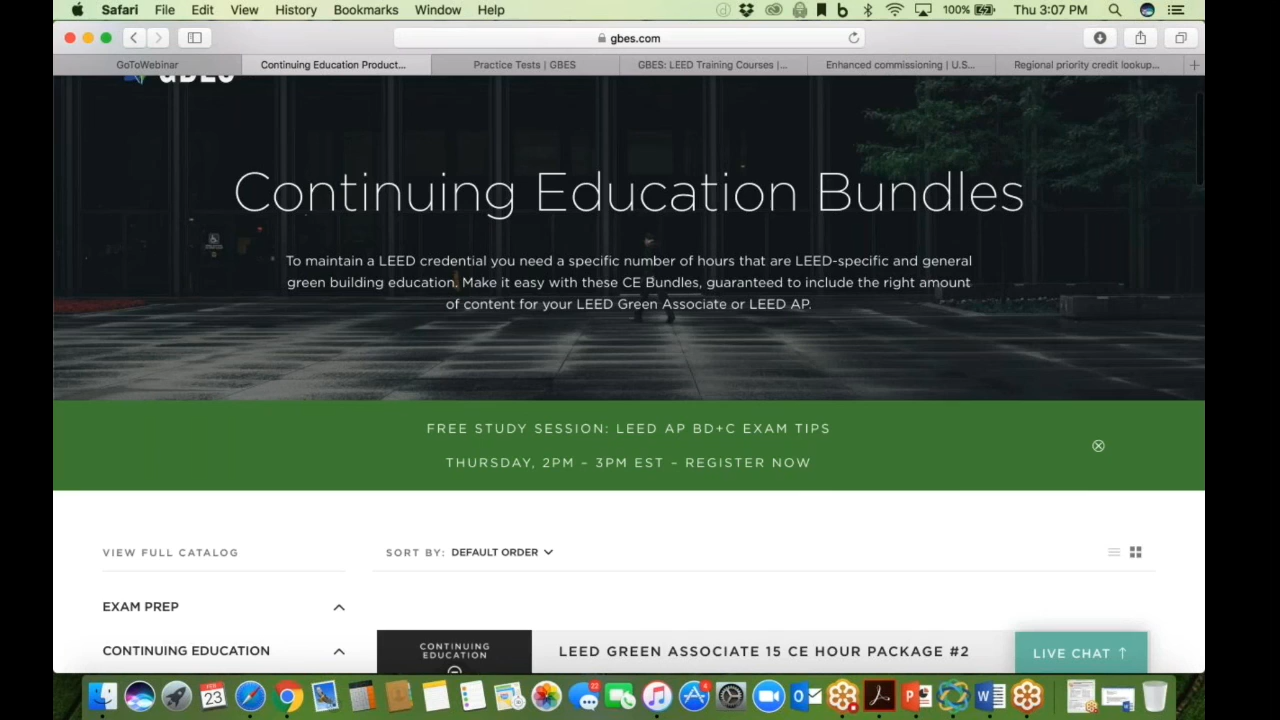 Safari File Edit View History Bookmarks Window Help 100% Thu 3:07 PM
gbes.com
GoToWebinar Continuing Education Product... Practice Tests | GBES GBES: LEED Training Courses |... Enhanced commissioning | U.S... Regional priority credit lookup...
GBES
Continuing Education Bundles
To maintain a LEED credential you need a specific number of hours that are LEED-specific and general
green building education. Make it easy with these CE Bundles, guaranteed to include the right amount
of content for your LEED Green Associate or LEED AP.
FREE STUDY SESSION: LEED AP BD+C EXAM TIPS
THURSDAY, 2PM – 3PM EST – REGISTER NOW
VIEW FULL CATALOG
SORT BY: DEFAULT ORDER
EXAM PREP
CONTINUING EDUCATION
CONTINUING
EDUCATION
LEED GREEN ASSOCIATE 15 CE HOUR PACKAGE #2
LIVE CHAT ↑
23